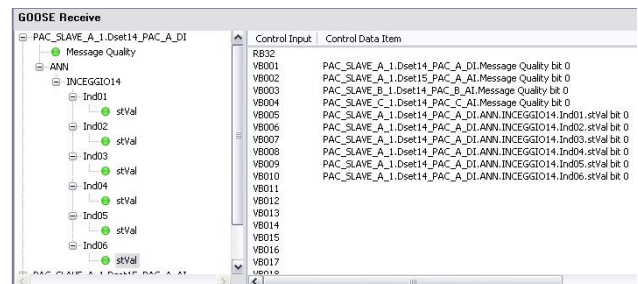 GOOSE Receive
PAC_SLAVE_A_1.Dset14_PAC_A_DI
Message Quality
ANN
INCEGGIO14
Ind01
stVal
Ind02
stVal
Ind03
stVal
Ind04
stVal
Ind05
stVal
Ind06
stVal
PAC_SLAVE_A_1.Dset15_PAC_A_AI
Control Input Control Data Item
RB32
VB001 PAC_SLAVE_A_1.Dset14_PAC_A_DI.Message Quality bit 0
VB002 PAC_SLAVE_A_1.Dset15_PAC_A_AI.Message Quality bit 0
VB003 PAC_SLAVE_B_1.Dset14_PAC_B_AI.Message Quality bit 0
VB004 PAC_SLAVE_C_1.Dset14_PAC_C_AI.Message Quality bit 0
VB005 PAC_SLAVE_A_1.Dset14_PAC_A_DI.ANN.INCEGGIO14.Ind01.stVal bit 0
VB006 PAC_SLAVE_A_1.Dset14_PAC_A_DI.ANN.INCEGGIO14.Ind02.stVal bit 0
VB007 PAC_SLAVE_A_1.Dset14_PAC_A_DI.ANN.INCEGGIO14.Ind03.stVal bit 0
VB008 PAC_SLAVE_A_1.Dset14_PAC_A_DI.ANN.INCEGGIO14.Ind04.stVal bit 0
VB009 PAC_SLAVE_A_1.Dset14_PAC_A_DI.ANN.INCEGGIO14.Ind05.stVal bit 0
VB010 PAC_SLAVE_A_1.Dset14_PAC_A_DI.ANN.INCEGGIO14.Ind06.stVal bit 0
VB011
VB012
VB013
VB014
VB015
VB016
VB017
VB018